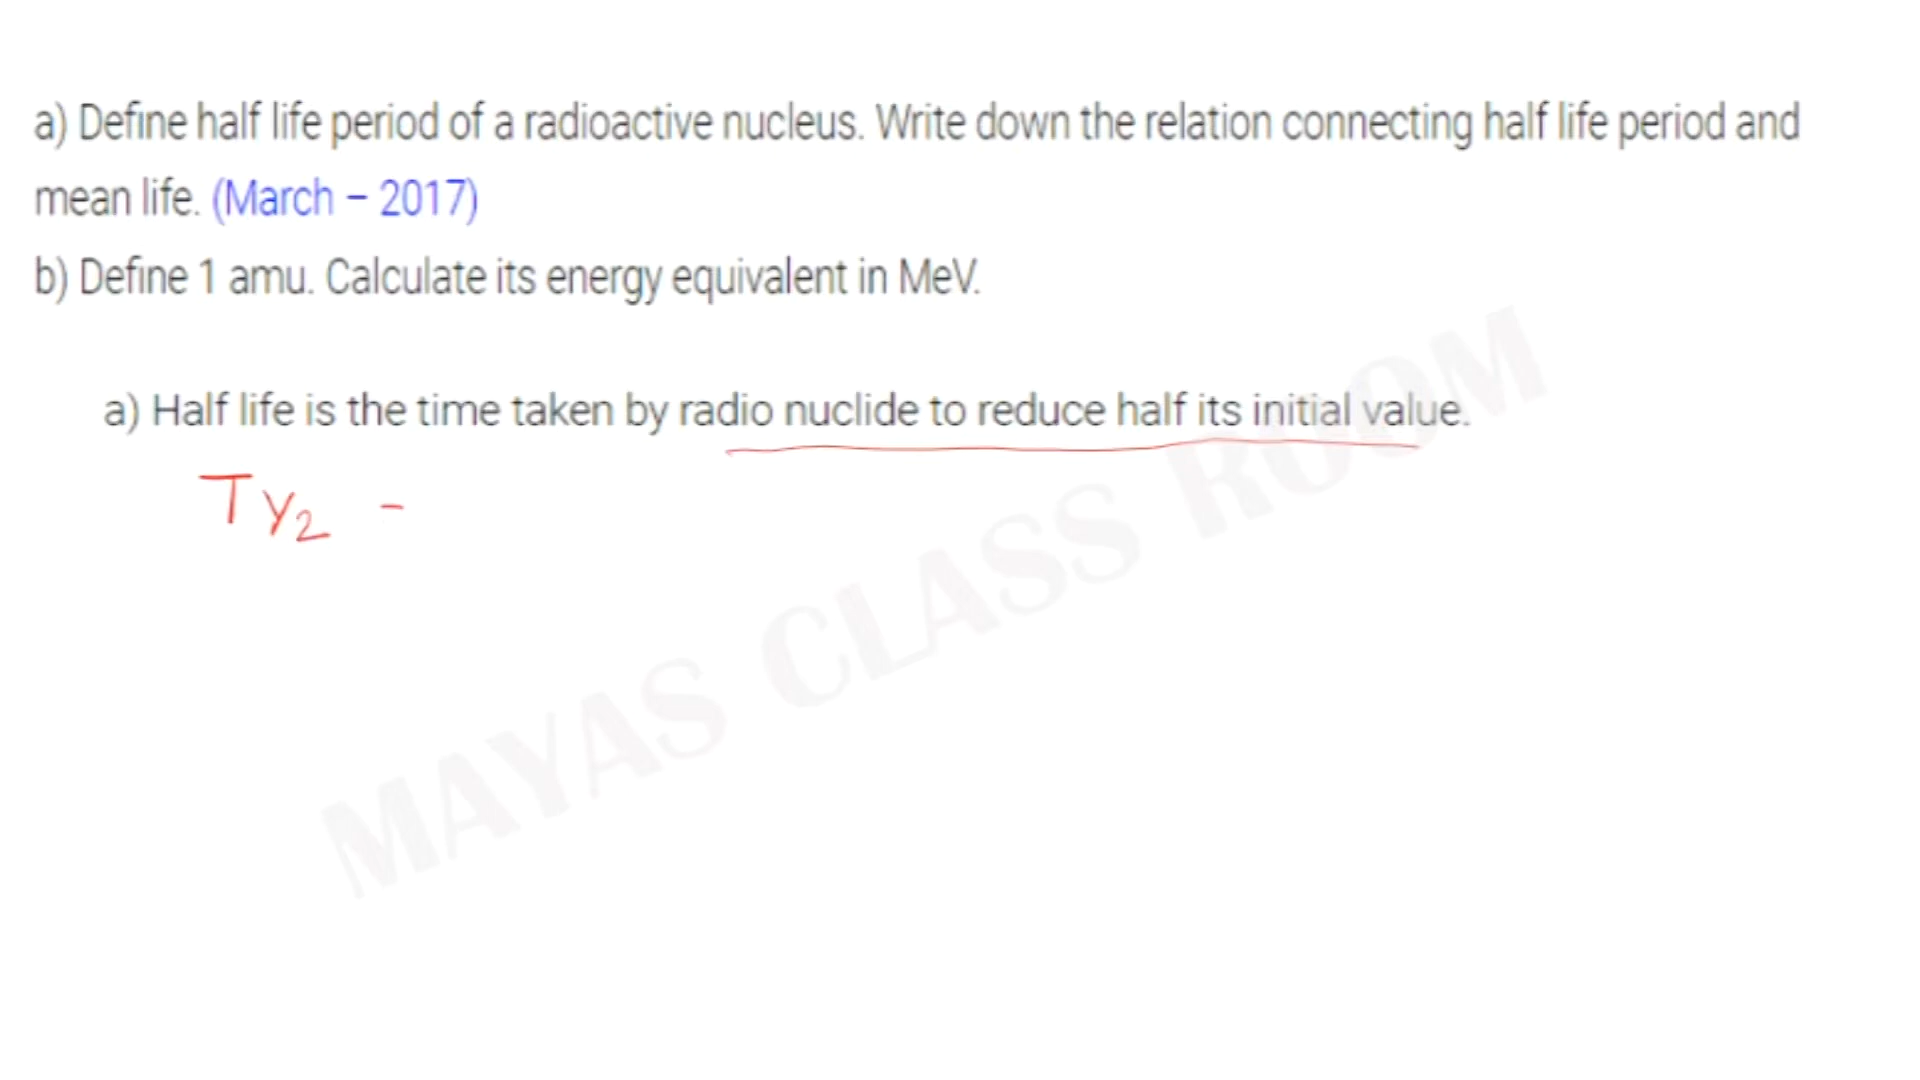 a) Define half life period of a radioactive nucleus. Write down the relation connecting half life period and
mean life. (March – 2017)
b) Define 1 amu. Calculate its energy equivalent in MeV.
a) Half life is the time taken by radio nuclide to reduce half its initial value.
T 1/2 -
MAYAS CLASS ROOM